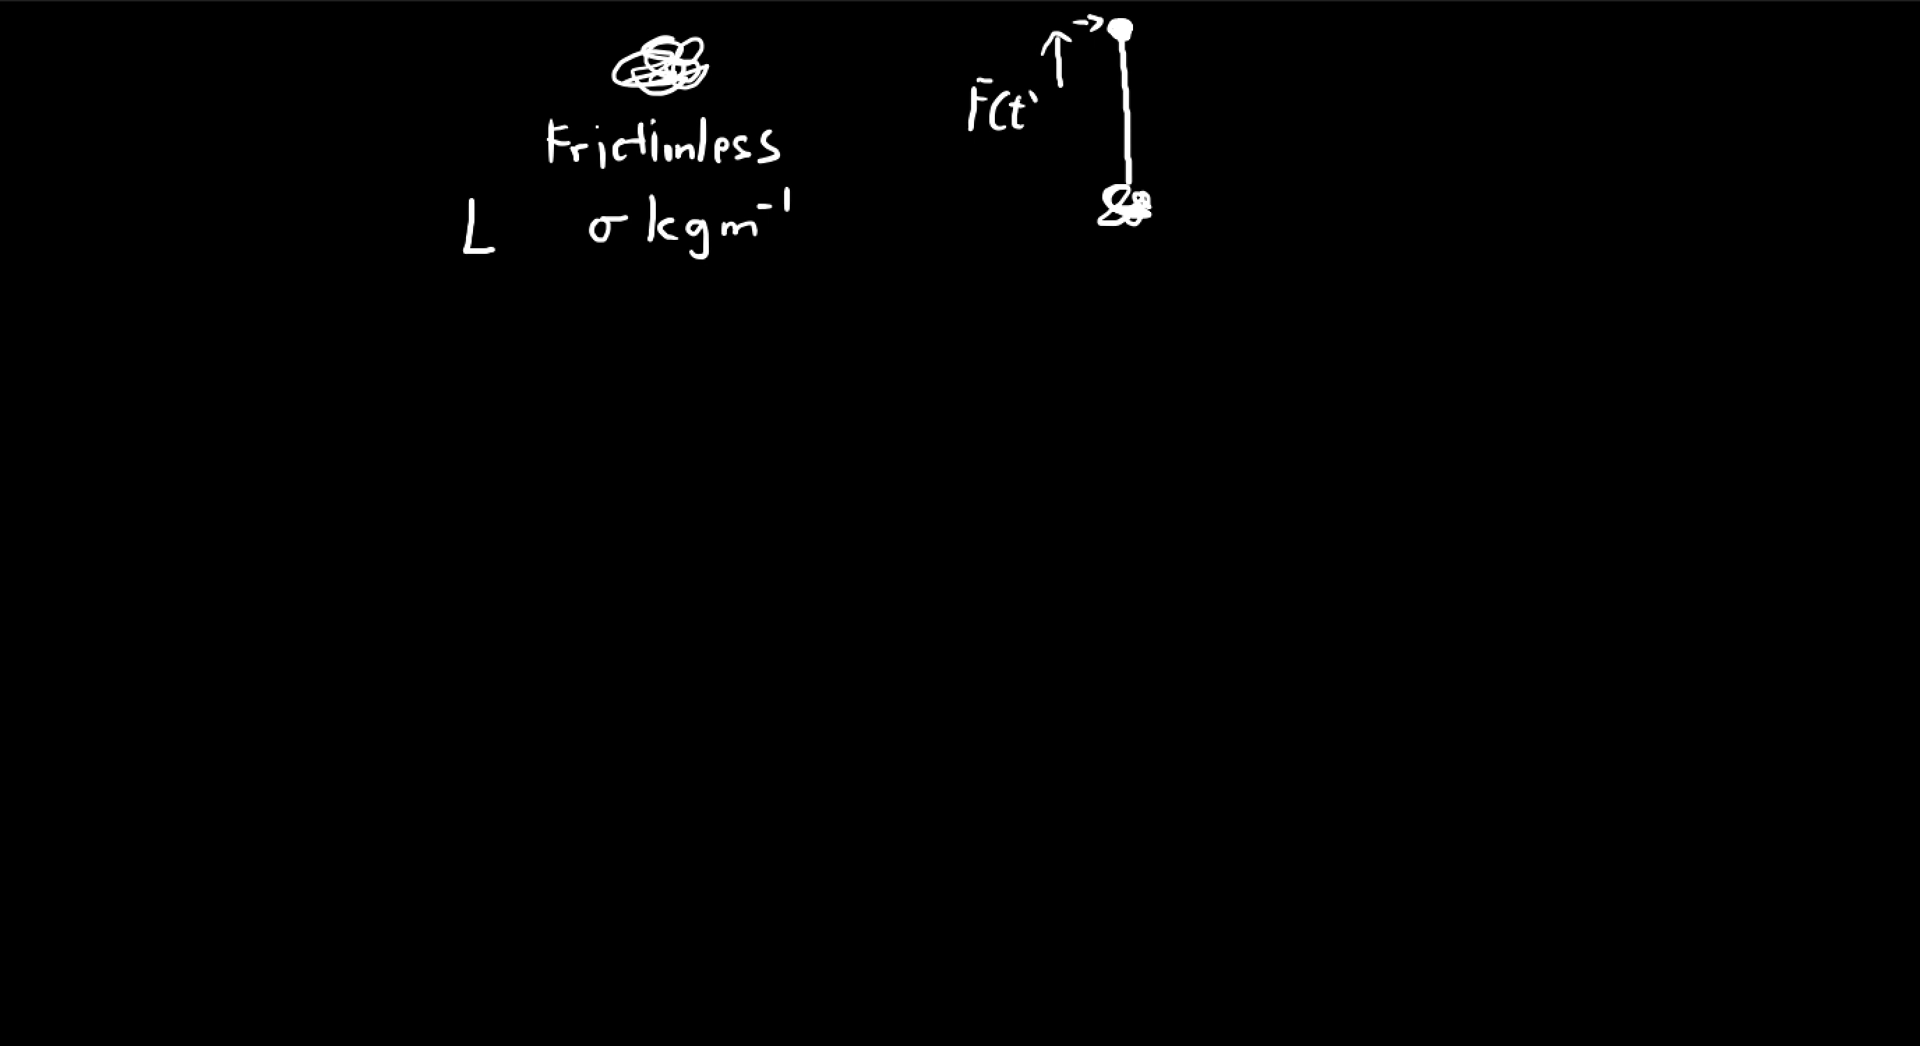 Frictionless
F(t)
L σ kgm⁻¹